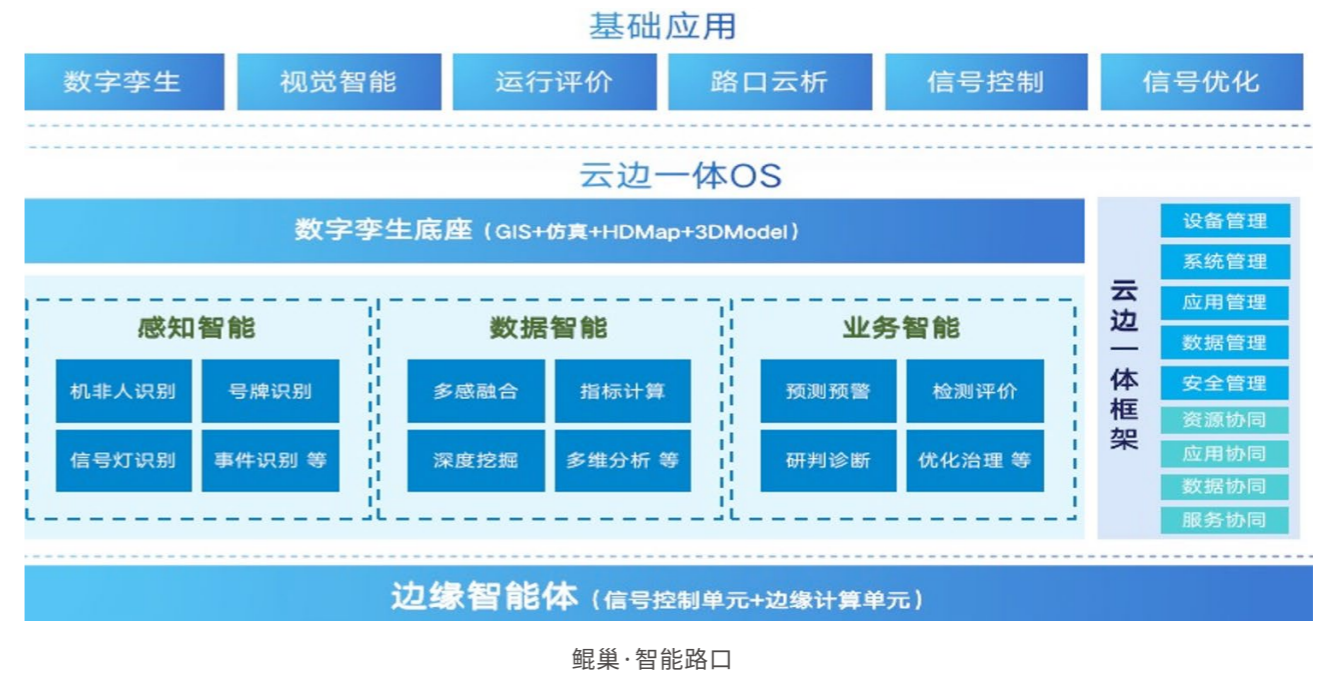 基础应用
数字孪生 视觉智能 运行评价 路口云析 信号控制 信号优化
云边一体OS
数字孪生底座（GIS+仿真+HDMap+3DModel）
感知智能
机非人识别 号牌识别
信号灯识别 事件识别 等
数据智能
多感融合 指标计算
深度挖掘 多维分析 等
业务智能
预测预警 检测评价
研判诊断 优化治理 等
云边一体框架
设备管理
系统管理
应用管理
数据管理
安全管理
资源协同
应用协同
数据协同
服务协同
边缘智能体（信号控制单元+边缘计算单元）
鲲巢·智能路口